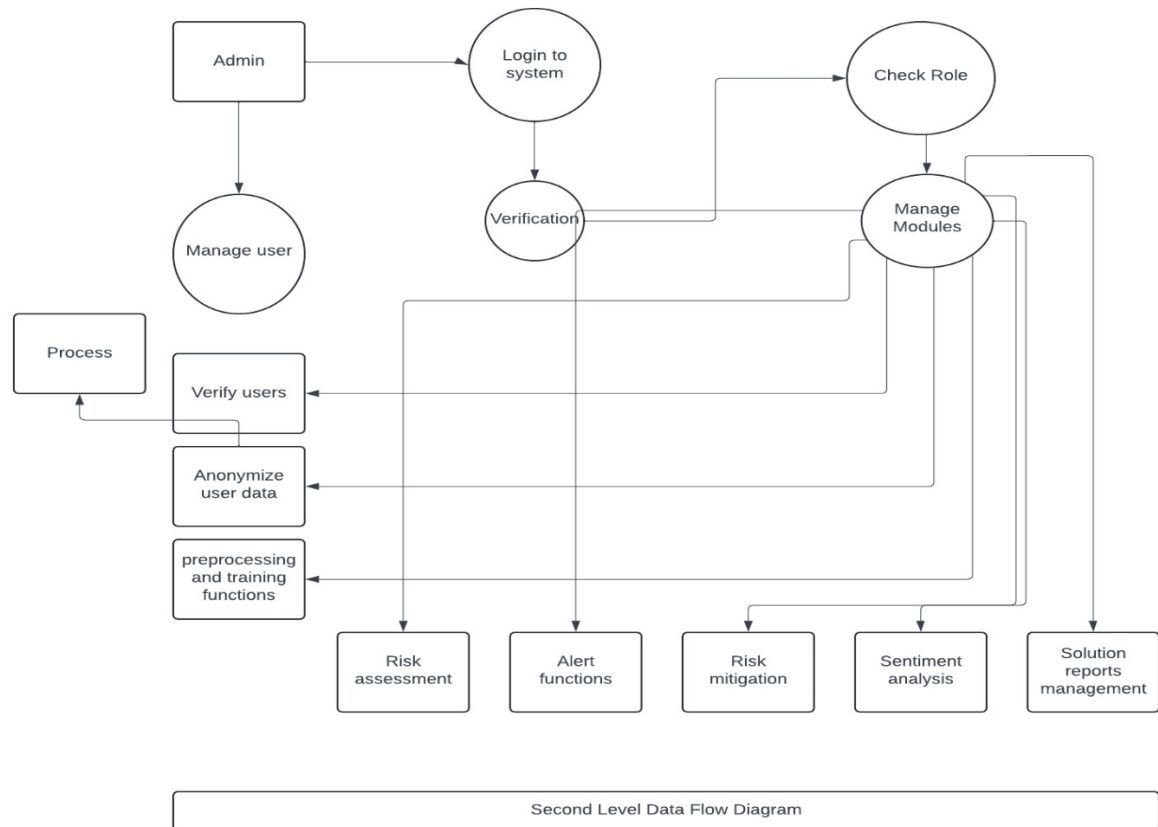 Admin
Login to
system
Check Role
Manage user
Verification
Manage
Modules
Process
Verify users
Anonymize
user data
preprocessing
and training
functions
Risk
assessment
Alert
functions
Risk
mitigation
Sentiment
analysis
Solution
reports
management
Second Level Data Flow Diagram